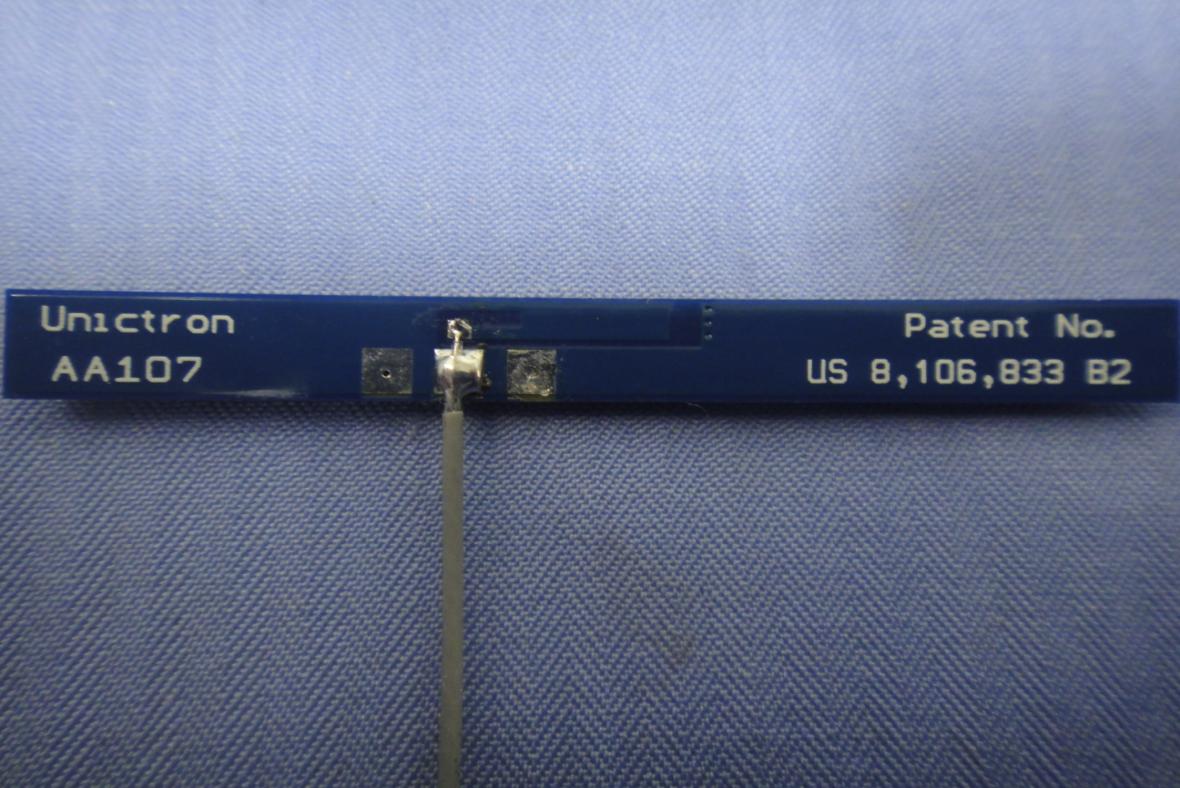 Unictron
AA107
Patent No.
US 8,106,833 B2